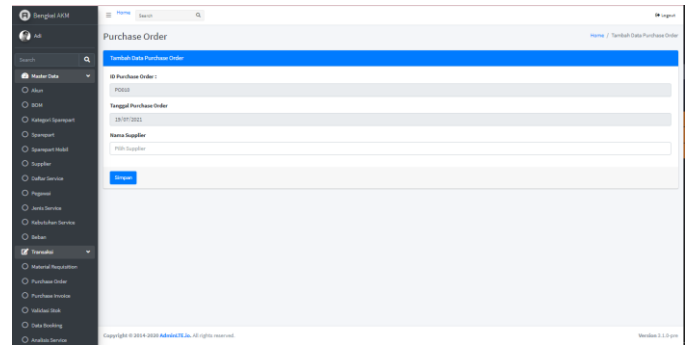 Bengkel AKM
Home
Search
Logout
Adi
Purchase Order
Home / Tambah Data Purchase Order
Search
Tambah Data Purchase Order
Master Data
ID Purchase Order :
Akun
BOM
Tanggal Purchase Order
Kategori Sparepart
19/07/2021
Sparepart
Nama Supplier
Sparepart Mobil
Pilih Supplier
Supplier
Daftar Service
Simpan
Pegawai
Jenis Service
Kebutuhan Service
Beban
Transaksi
Material Requisition
Purchase Order
Purchase Invoice
Validasi Stok
Data Booking
Copyright © 2014-2020 AdminLTE.io. All rights reserved.
Version 3.1.0-pre
Analisis Service